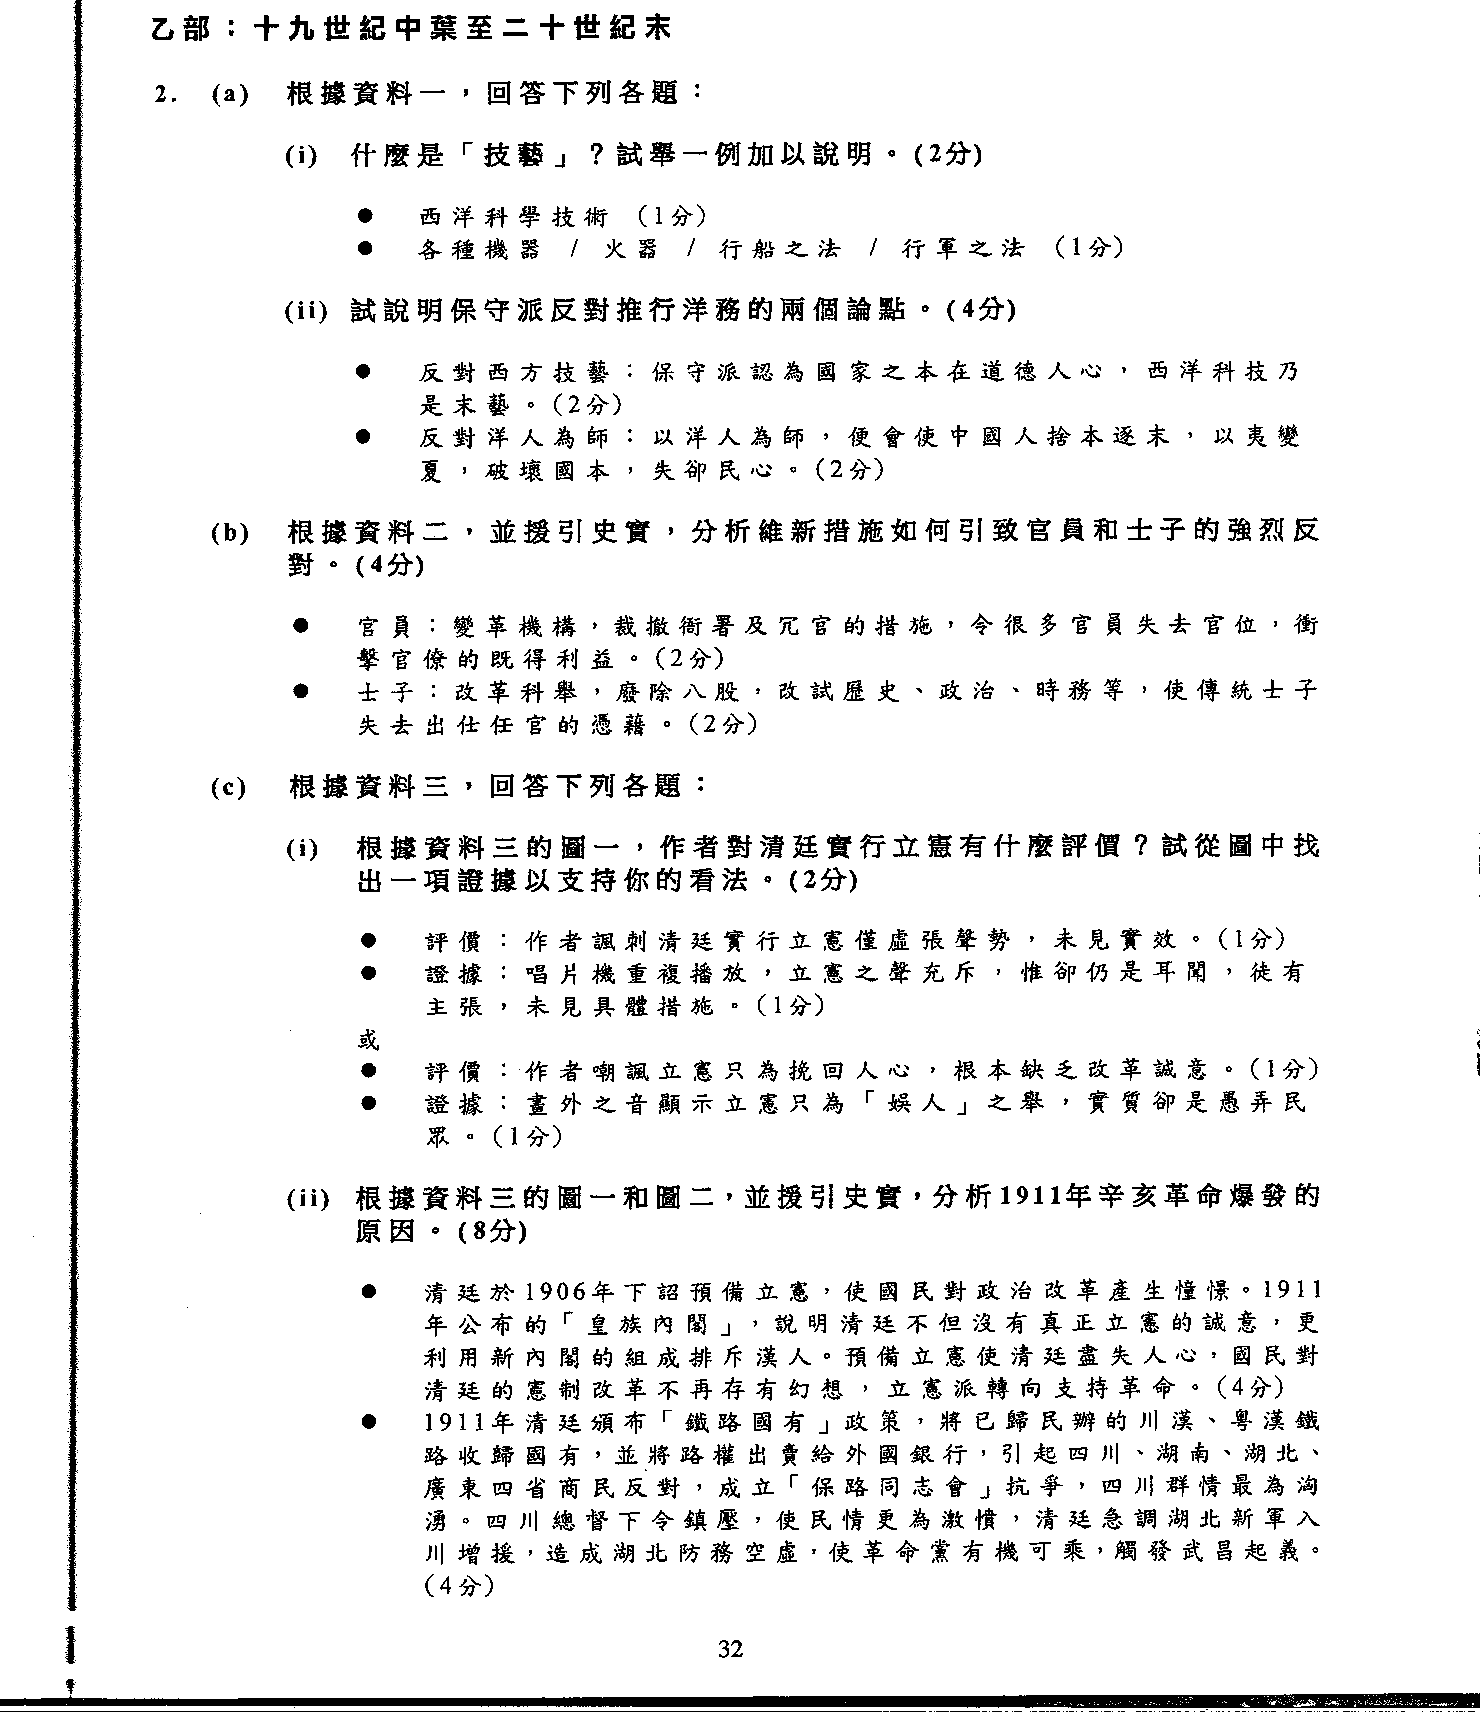 乙部：十九世紀中葉至二十世紀末
2. (a) 根據資料一，回答下列各題：
(i) 什麼是「技藝」？試舉一例加以說明。(2分)
● 西洋科學技術 (1分)
● 各種機器 / 火器 / 行船之法 / 行軍之法 (1分)
(ii) 試說明保守派反對推行洋務的兩個論點。(4分)
● 反對西方技藝：保守派認為國家之本在道德人心，西洋科技乃
是末藝。(2分)
● 反對洋人為師：以洋人為師，便會使中國人捨本逐末，以夷變
夏，破壞國本，失卻民心。(2分)
(b) 根據資料二，並援引史實，分析維新措施如何引致官員和士子的強烈反
對。(4分)
● 官員：變革機構，裁撤衙署及冗官的措施，令很多官員失去官位，衝
擊官僚的既得利益。(2分)
● 士子：改革科舉，廢除八股，改試歷史、政治、時務等，使傳統士子
失去出仕任官的憑藉。(2分)
(c) 根據資料三，回答下列各題：
(i) 根據資料三的圖一，作者對清廷實行立憲有什麼評價？試從圖中找
出一項證據以支持你的看法。(2分)
● 評價：作者諷刺清廷實行立憲僅虛張聲勢，未見實效。(1分)
● 證據：唱片機重複播放，立憲之聲充斥，惟卻仍是耳聞，徒有
主張，未見具體措施。(1分)
或
● 評價：作者嘲諷立憲只為挽回人心，根本缺乏改革誠意。(1分)
● 證據：畫外之音顯示立憲只為「娛人」之舉，實質卻是愚弄民
眾。(1分)
(ii) 根據資料三的圖一和圖二，並援引史實，分析1911年辛亥革命爆發的
原因。(8分)
● 清廷於1906年下詔預備立憲，使國民對政治改革產生憧憬。1911
年公布的「皇族內閣」，說明清廷不但沒有真正立憲的誠意，更
利用新內閣的組成排斥漢人。預備立憲使清廷盡失人心，國民對
清廷的憲制改革不再存有幻想，立憲派轉向支持革命。(4分)
● 1911年清廷頒布「鐵路國有」政策，將已歸民辦的川漢、粵漢鐵
路收歸國有，並將路權出賣給外國銀行，引起四川、湖南、湖北、
廣東四省商民反對，成立「保路同志會」抗爭，四川群情最為洶
湧。四川總督下令鎮壓，使民情更為激憤，清廷急調湖北新軍入
川增援，造成湖北防務空虛，使革命黨有機可乘，觸發武昌起義。
(4分)
32